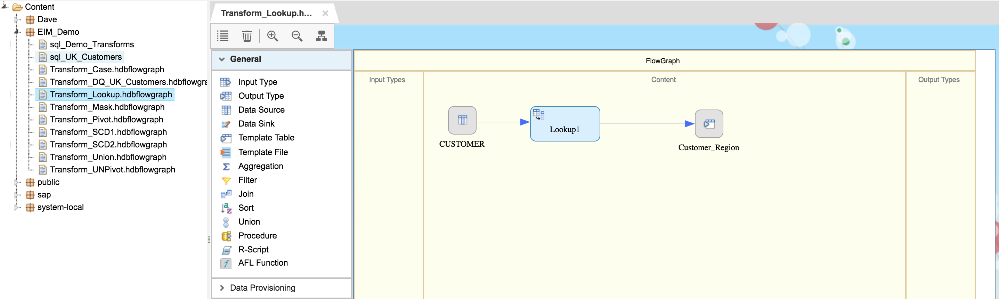 Content
Dave
EIM_Demo
sql_Demo_Transforms
sql_UK_Customers
Transform_Case.hdbflowgraph
Transform_DQ_UK_Customers.hdbflowgra
Transform_Lookup.hdbflowgraph
Transform_Mask.hdbflowgraph
Transform_Pivot.hdbflowgraph
Transform_SCD1.hdbflowgraph
Transform_SCD2.hdbflowgraph
Transform_Union.hdbflowgraph
Transform_UNPivot.hdbflowgraph
public
sap
system-local
Transform_Lookup.h...
General
Input Type
Output Type
Data Source
Data Sink
Template Table
Template File
Aggregation
Filter
Join
Sort
Union
Procedure
R-Script
AFL Function
Data Provisioning
FlowGraph
Input Types
Content
Output Types
CUSTOMER
Lookup1
Customer_Region